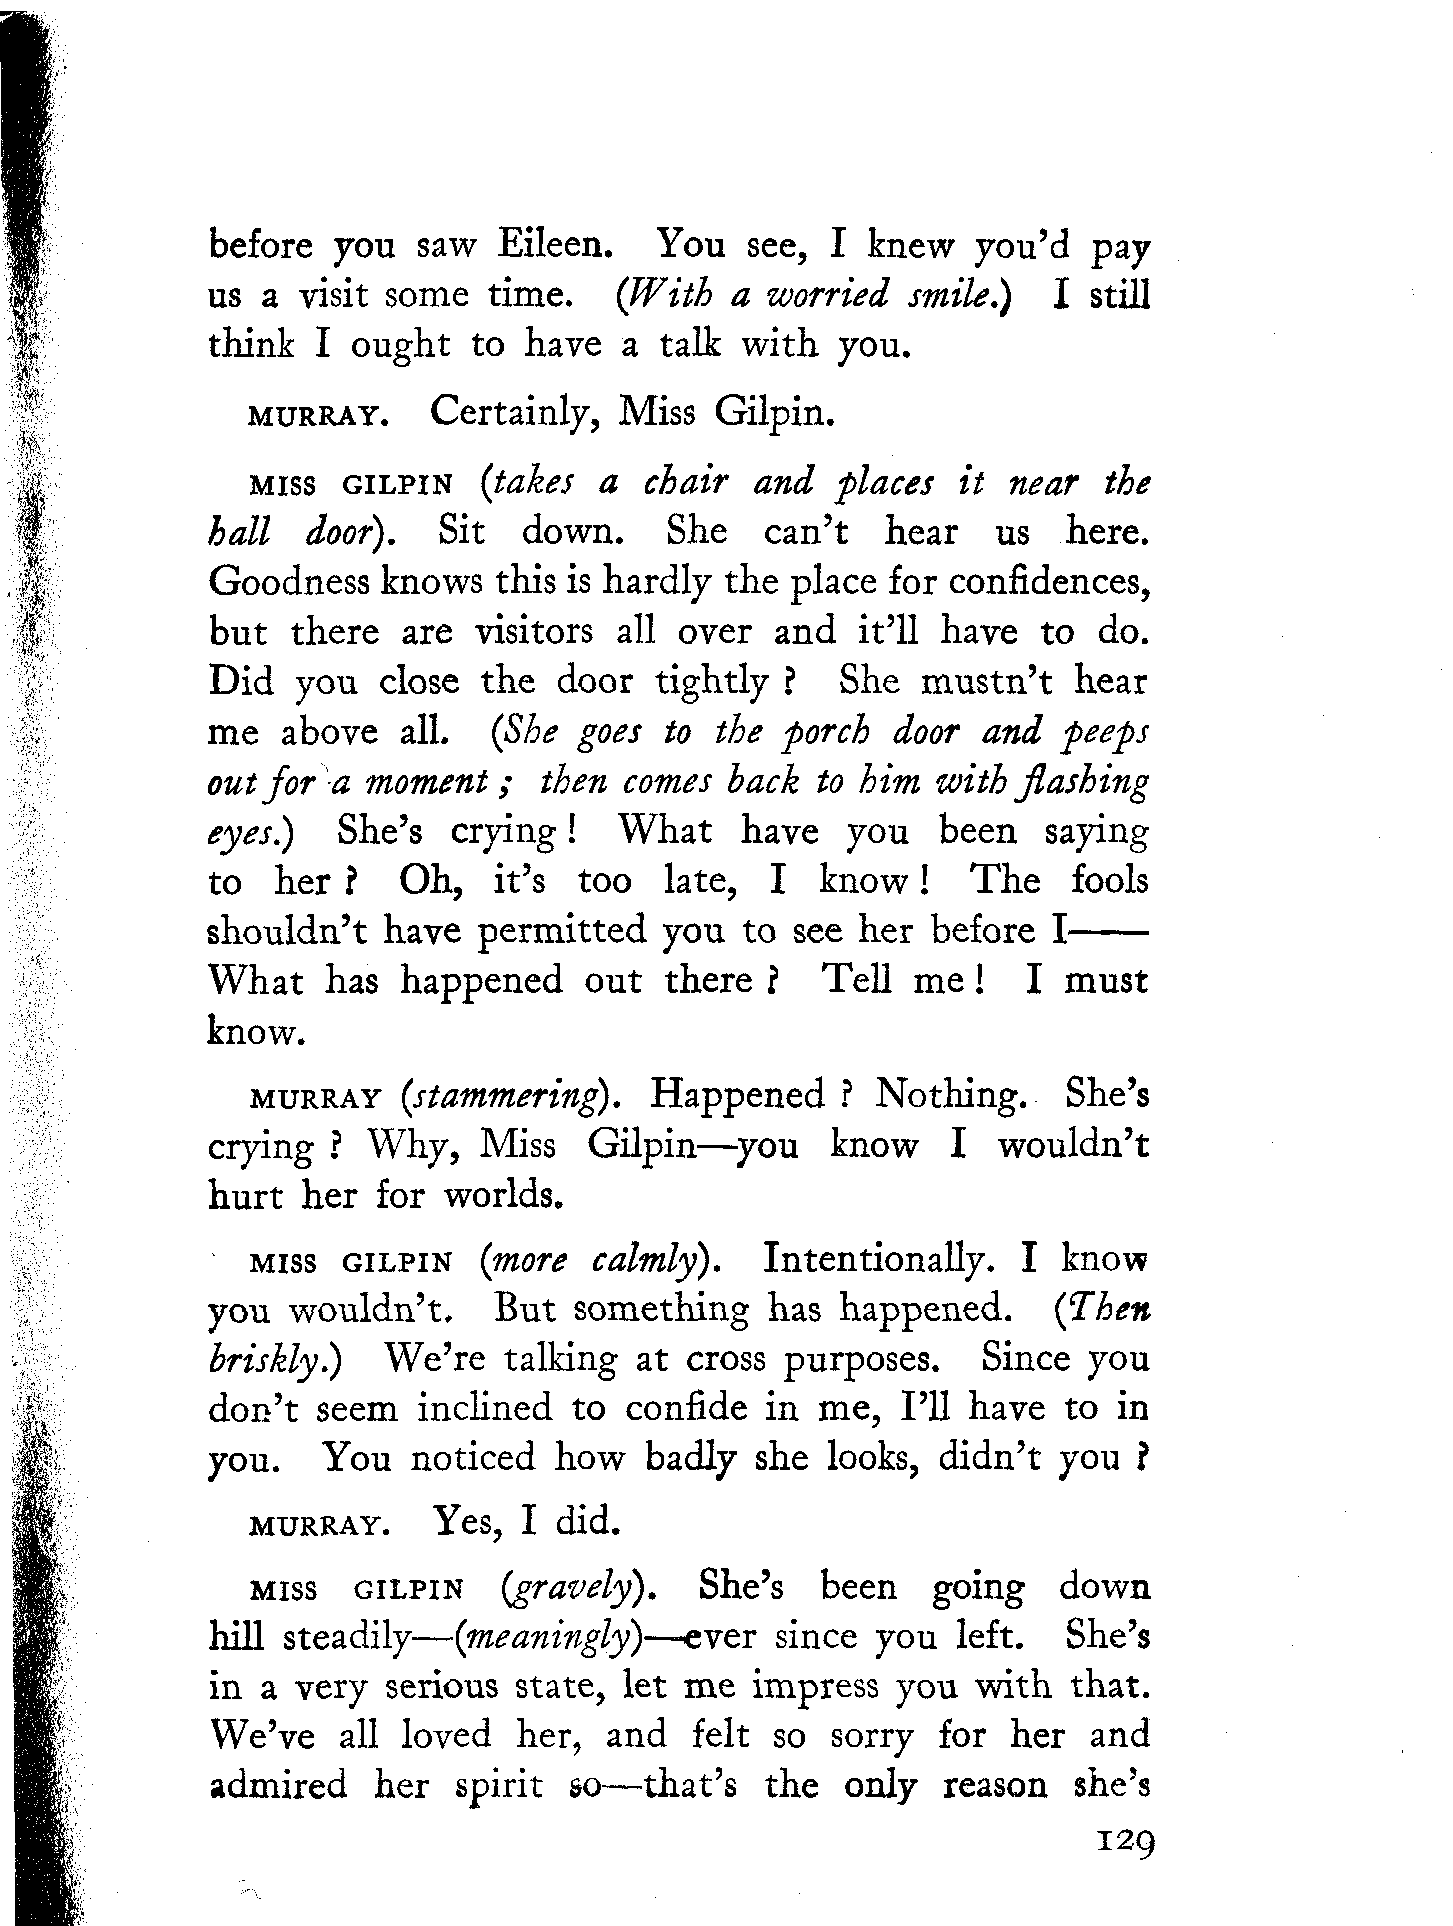 before you saw Eileen. You see, I knew you'd pay
us a visit some time. (With a worried smile.) I still
think I ought to have a talk with you.
MURRAY. Certainly, Miss Gilpin.
MISS GILPIN (takes a chair and places it near the
hall door). Sit down. She can't hear us here.
Goodness knows this is hardly the place for confidences,
but there are visitors all over and it'll have to do.
Did you close the door tightly ? She mustn't hear
me above all. (She goes to the porch door and peeps
out for a moment ; then comes back to him with flashing
eyes.) She's crying ! What have you been saying
to her ? Oh, it's too late, I know ! The fools
shouldn't have permitted you to see her before I——
What has happened out there ? Tell me ! I must
know.
MURRAY (stammering). Happened ? Nothing. She's
crying ? Why, Miss Gilpin—you know I wouldn't
hurt her for worlds.
MISS GILPIN (more calmly). Intentionally. I know
you wouldn't. But something has happened. (Then
briskly.) We're talking at cross purposes. Since you
don't seem inclined to confide in me, I'll have to in
you. You noticed how badly she looks, didn't you ?
MURRAY. Yes, I did.
MISS GILPIN (gravely). She's been going down
hill steadily—(meaningly)—ever since you left. She's
in a very serious state, let me impress you with that.
We've all loved her, and felt so sorry for her and
admired her spirit so—that's the only reason she's
129